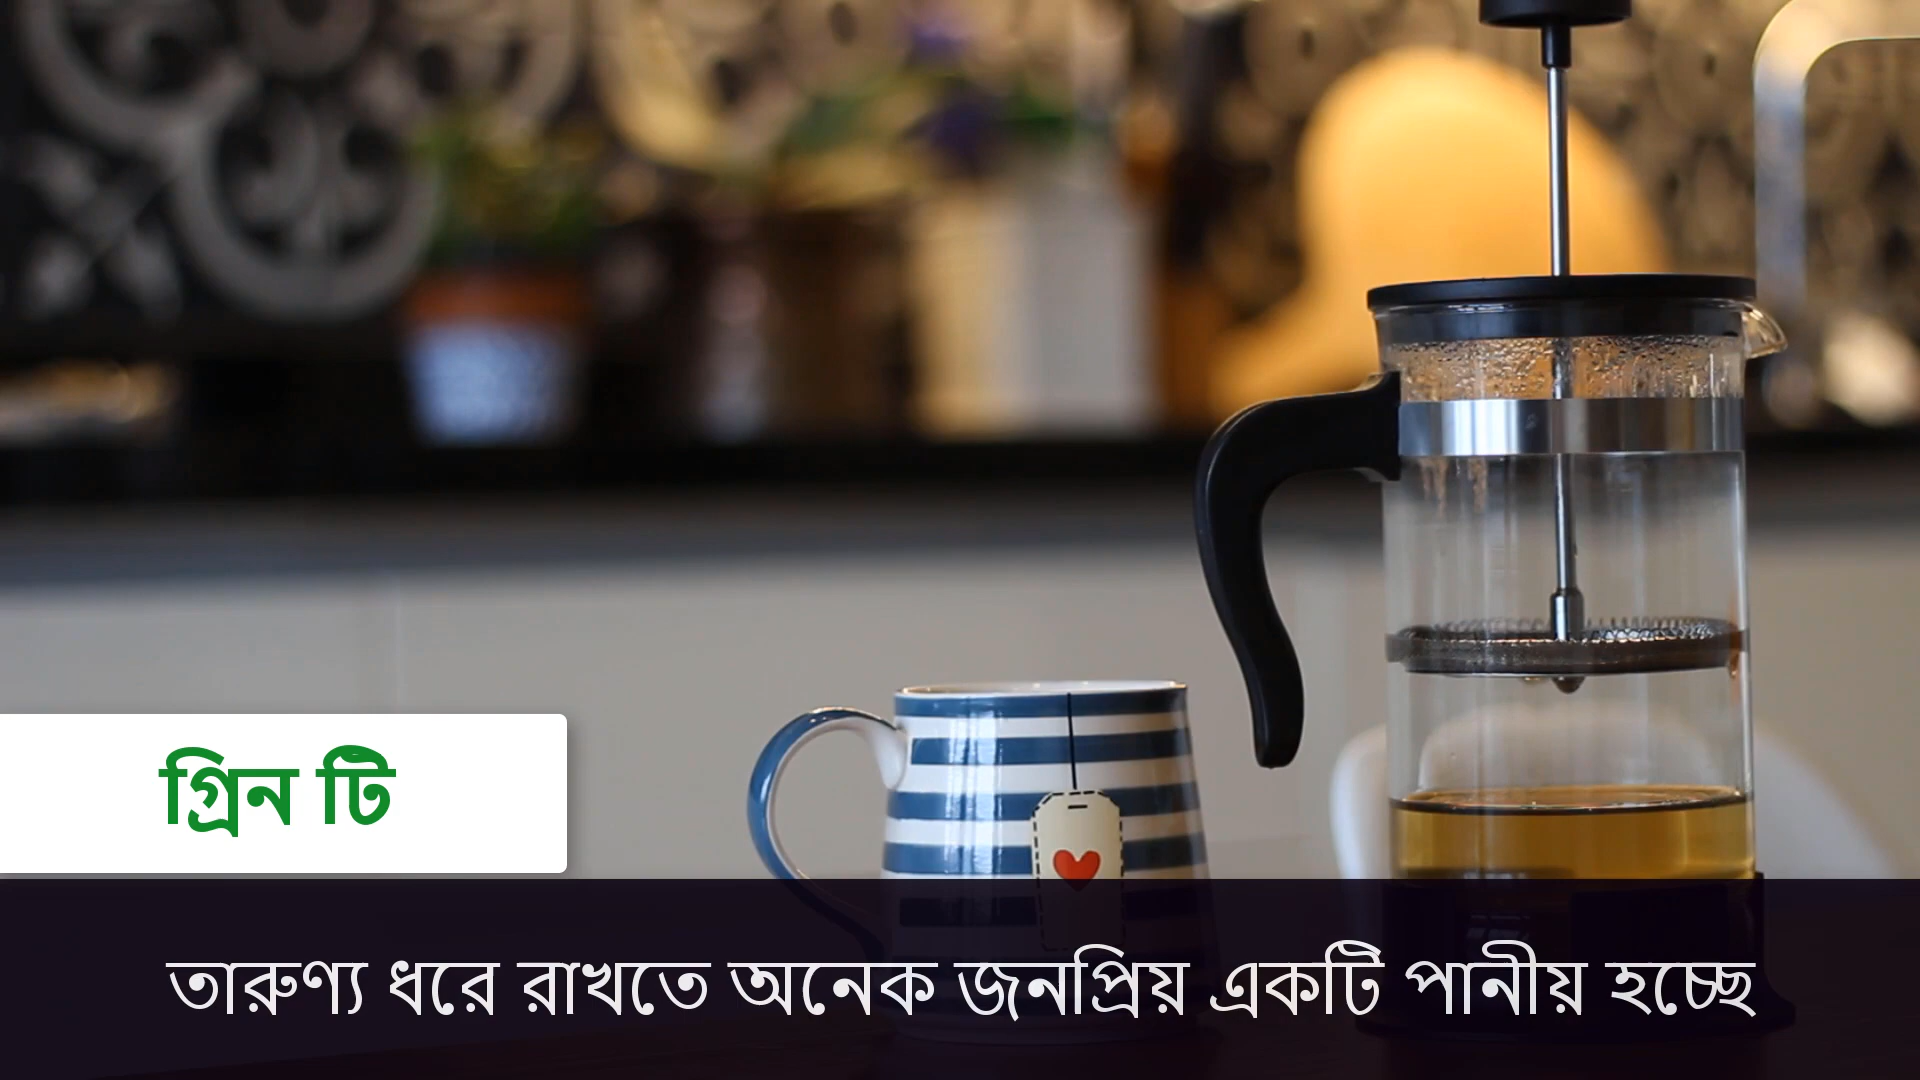 গ্রিন টি
তারুণ্য ধরে রাখতে অনেক জনপ্রিয় একটি পানীয় হচ্ছে